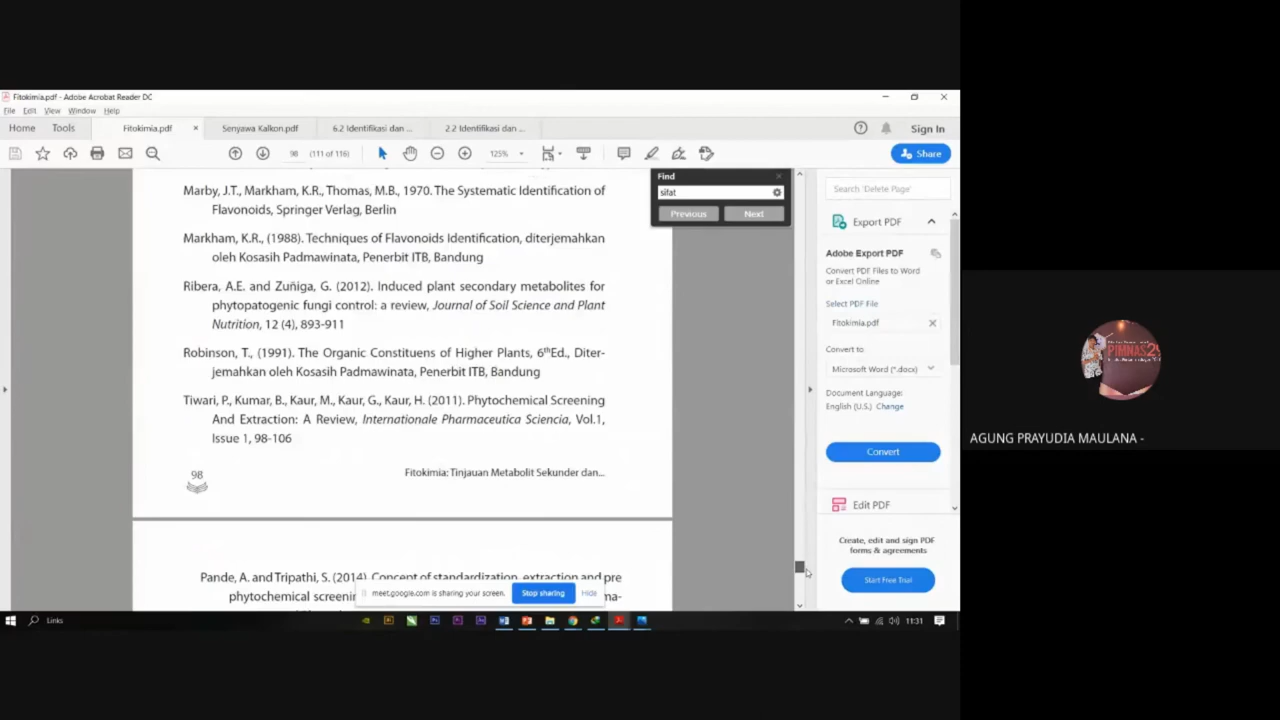 Fitokimia.pdf - Adobe Acrobat Reader DC
File Edit View Window Help
Home Tools Fitokimia.pdf × Senyawa Kalkon.pdf 6.2 Identifikasi dan ... 2.2 Identifikasi dan ... Sign In
98 (111 of 116) 125% Share
Find
sifat
Previous Next
Marby, J.T., Markham, K.R., Thomas, M.B., 1970. The Systematic Identification of
Flavonoids, Springer Verlag, Berlin
Markham, K.R., (1988). Techniques of Flavonoids Identification, diterjemahkan
oleh Kosasih Padmawinata, Penerbit ITB, Bandung
Ribera, A.E. and Zuñiga, G. (2012). Induced plant secondary metabolites for
phytopatogenic fungi control: a review, Journal of Soil Science and Plant
Nutrition, 12 (4), 893-911
Robinson, T., (1991). The Organic Constituens of Higher Plants, 6thEd., Diter-
jemahkan oleh Kosasih Padmawinata, Penerbit ITB, Bandung
Tiwari, P., Kumar, B., Kaur, M., Kaur, G., Kaur, H. (2011). Phytochemical Screening
And Extraction: A Review, Internationale Pharmaceutica Sciencia, Vol.1,
Issue 1, 98-106
98
Fitokimia: Tinjauan Metabolit Sekunder dan...
Pande, A. and Tripathi, S. (2014). Concept of standardization, extraction and pre
phytochemical screenin
ma-
meet.google.com is sharing your screen. Stop sharing Hide
Search 'Delete Page'
Export PDF
Adobe Export PDF
Convert PDF Files to Word
or Excel Online
Select PDF File
Fitokimia.pdf
Convert to
Microsoft Word (*.docx)
Document Language:
English (U.S.) Change
Convert
Edit PDF
Create, edit and sign PDF
forms & agreements
Start Free Trial
Links
11:31
PIMNAS29
AGUNG PRAYUDIA MAULANA -